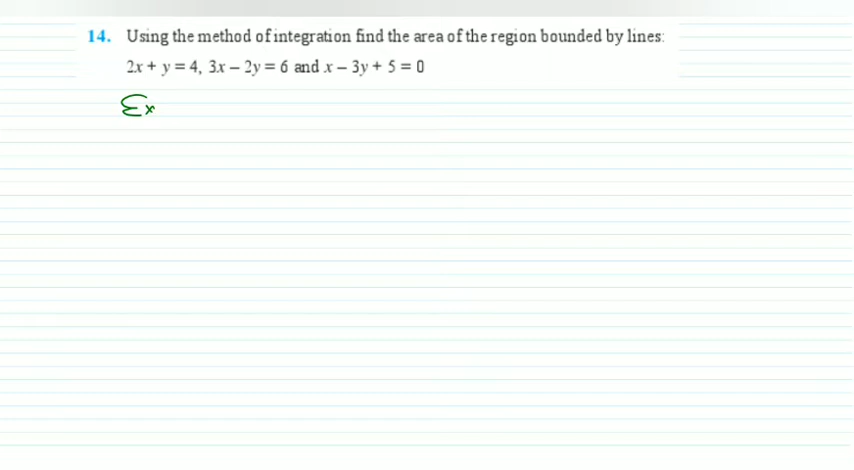 14. Using the method of integration find the area of the region bounded by lines:
2x + y = 4, 3x – 2y = 6 and x – 3y + 5 = 0
Ex